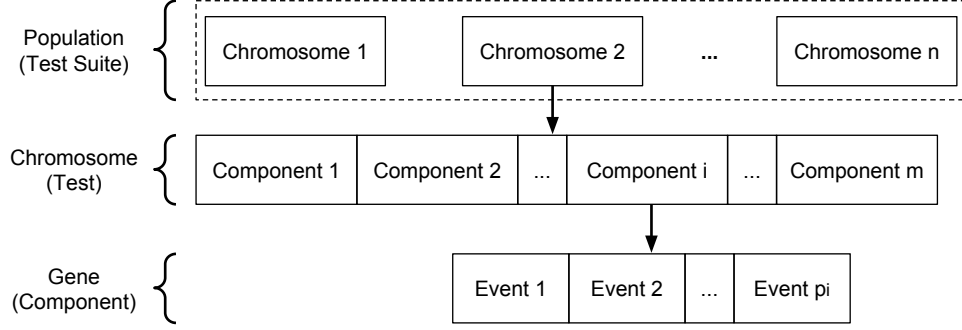 Population
(Test Suite)
Chromosome 1
Chromosome 2
...
Chromosome n
Chromosome
(Test)
Component 1
Component 2
...
Component i
...
Component m
Gene
(Component)
Event 1
Event 2
...
Event pi